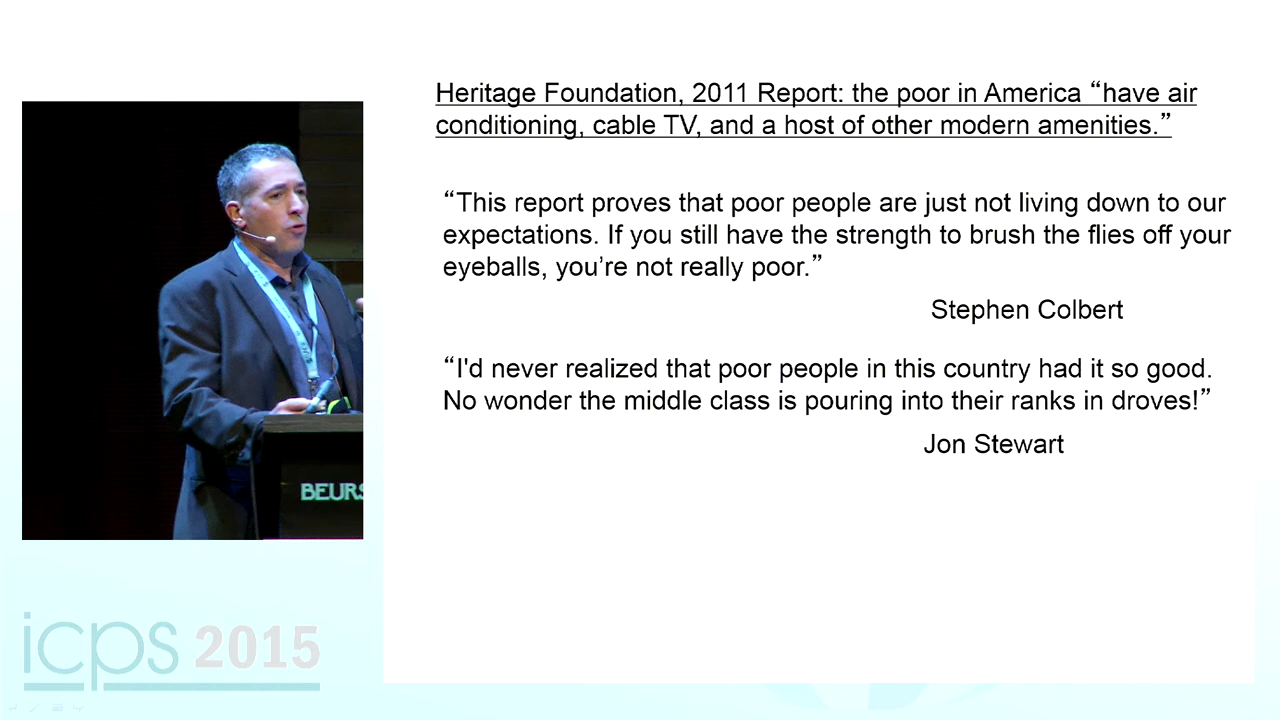 Heritage Foundation, 2011 Report: the poor in America “have air
conditioning, cable TV, and a host of other modern amenities.”
“This report proves that poor people are just not living down to our
expectations. If you still have the strength to brush the flies off your
eyeballs, you’re not really poor.”
Stephen Colbert
“I'd never realized that poor people in this country had it so good.
No wonder the middle class is pouring into their ranks in droves!”
Jon Stewart
BEURS
icps 2015